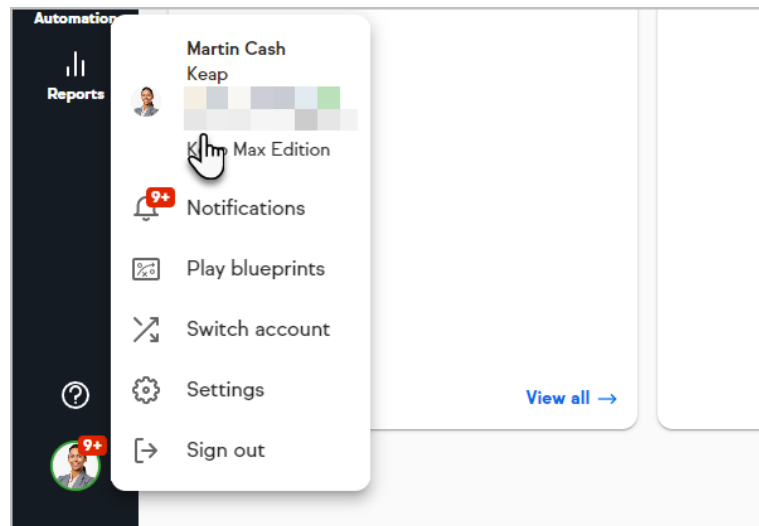 Automation
Reports
Martin Cash
Keap
Max Edition
9+
Notifications
Play blueprints
Switch account
Settings
Sign out
9+
View all →